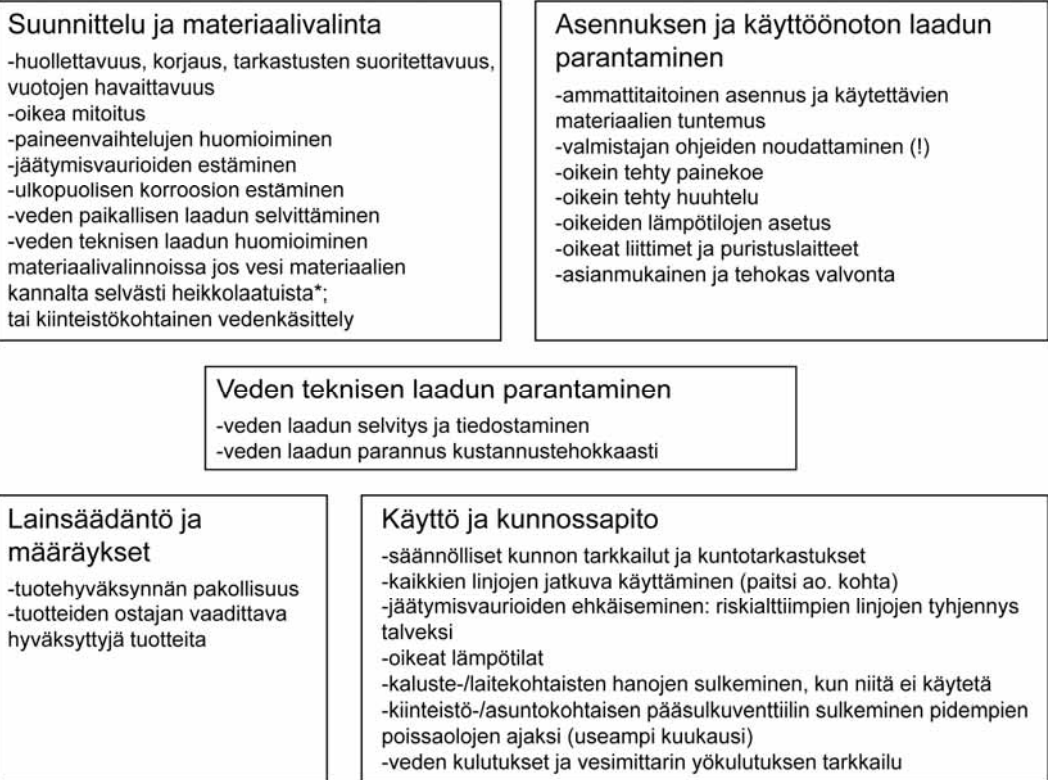 Suunnittelu ja materiaalivalinta
-huollettavuus, korjaus, tarkastusten suoritettavuus,
vuotojen havaittavuus
-oikea mitoitus
-paineenvaihtelujen huomioiminen
-jäätymisvaurioiden estäminen
-ulkopuolisen korroosion estäminen
-veden paikallisen laadun selvittäminen
-veden teknisen laadun huomioiminen
materiaalivalinnoissa jos vesi materiaalien
kannalta selvästi heikkolaatuista*;
tai kiinteistökohtainen vedenkäsittely
Asennuksen ja käyttöönoton laadun
parantaminen
-ammattitaitoinen asennus ja käytettävien
materiaalien tuntemus
-valmistajan ohjeiden noudattaminen (!)
-oikein tehty painekoe
-oikein tehty huuhtelu
-oikeiden lämpötilojen asetus
-oikeat liittimet ja puristuslaitteet
-asianmukainen ja tehokas valvonta
Veden teknisen laadun parantaminen
-veden laadun selvitys ja tiedostaminen
-veden laadun parannus kustannustehokkaasti
Lainsäädäntö ja
määräykset
-tuotehyväksynnän pakollisuus
-tuotteiden ostajan vaadittava
hyväksyttyjä tuotteita
Käyttö ja kunnossapito
-säännölliset kunnon tarkkailut ja kuntotarkastukset
-kaikkien linjojen jatkuva käyttäminen (paitsi ao. kohta)
-jäätymisvaurioiden ehkäiseminen: riskialttiimpien linjojen tyhjennys
talveksi
-oikeat lämpötilat
-kaluste-/laitekohtaisten hanojen sulkeminen, kun niitä ei käytetä
-kiinteistö-/asuntokohtaisen pääsulkuventtiilin sulkeminen pidempien
poissaolojen ajaksi (useampi kuukausi)
-veden kulutukset ja vesimittarin yökulutuksen tarkkailu